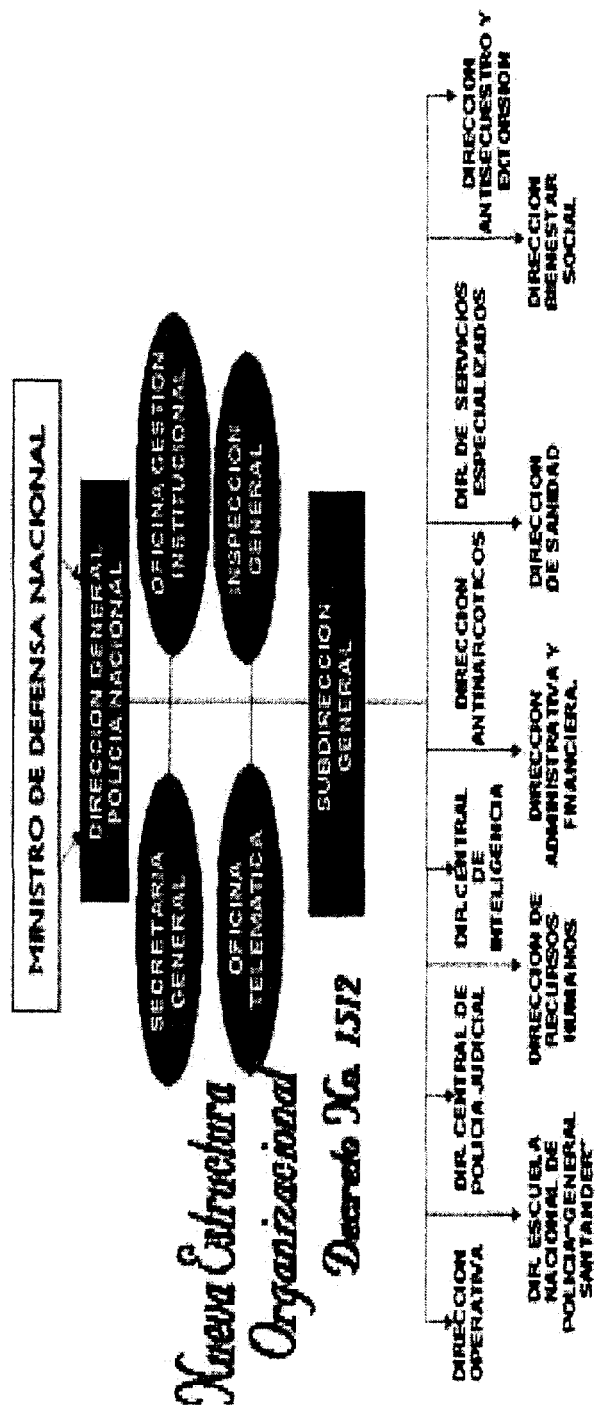 MINISTRO DE DEFENSA NACIONAL
DIRECCION GENERAL
POLICIA NACIONAL
SECRETARIA
GENERAL
OFICINA GESTION
INSTITUCIONAL
OFICINA
TELEMATICA
INSPECCION
GENERAL
SUBDIRECCION
GENERAL
Nueva Estructura
Organizacional
Decreto No. 1512
DIRECCION
OPERATIVA
DIR. CENTRAL DE
POLICIA JUDICIAL
DIR. CENTRAL
DE
INTELIGENCIA
DIRECCION
ANTINARCOTICOS
DIR. DE SERVICIOS
ESPECIALIZADOS
DIRECCION
ANTISECUESTRO Y
EXTORSION
DIR. ESCUELA
NACIONAL DE
POLICIA-GENERAL
SANTANDER"
DIRECCION DE
RECURSOS
HUMANOS
DIRECCION
ADMINISTRATIVA Y
FINANCIERA.
DIRECCION
DE SANIDAD
DIRECCION
BIENESTAR
SOCIAL